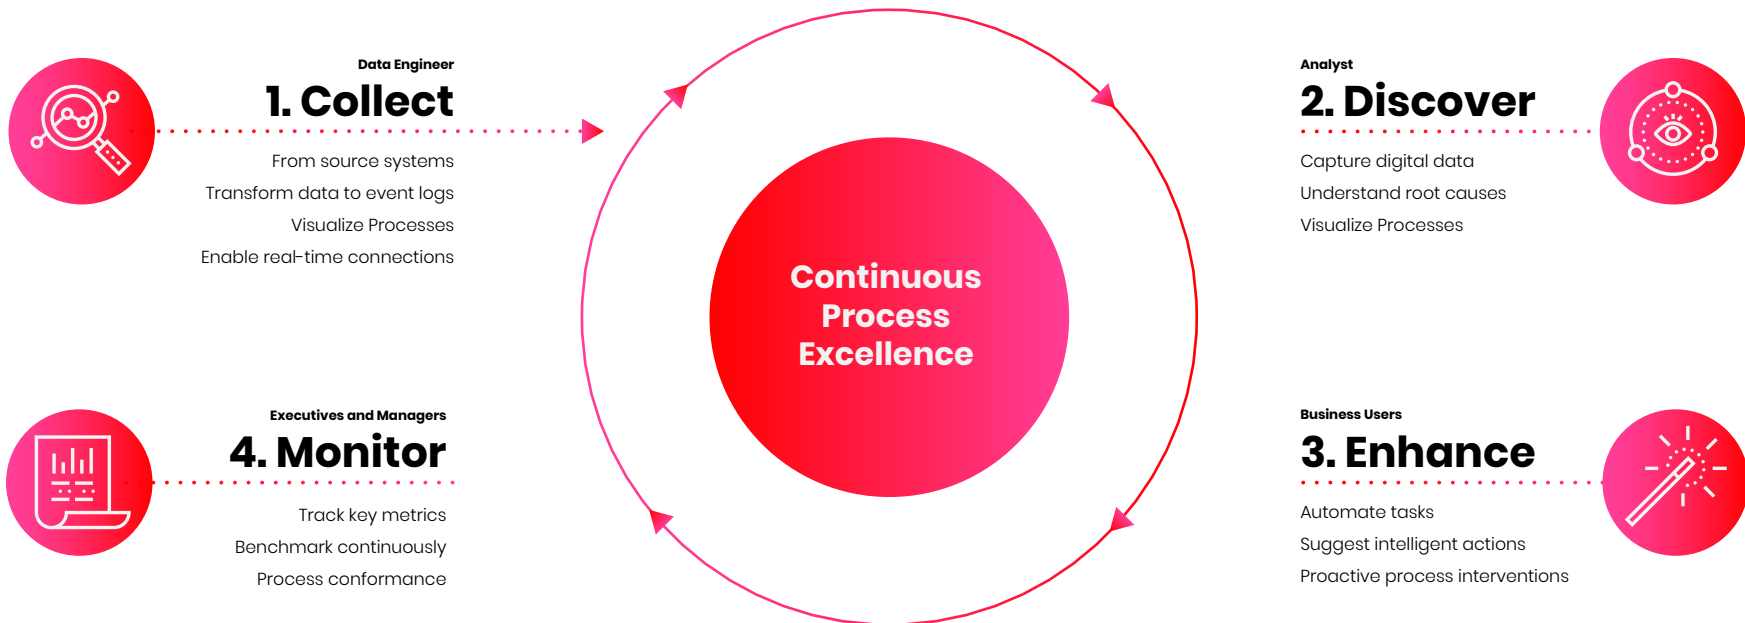 Data Engineer
1. Collect
From source systems
Transform data to event logs
Visualize Processes
Enable real-time connections
Analyst
2. Discover
Capture digital data
Understand root causes
Visualize Processes
Continuous
Process
Excellence
Business Users
3. Enhance
Automate tasks
Suggest intelligent actions
Proactive process interventions
Executives and Managers
4. Monitor
Track key metrics
Benchmark continuously
Process conformance